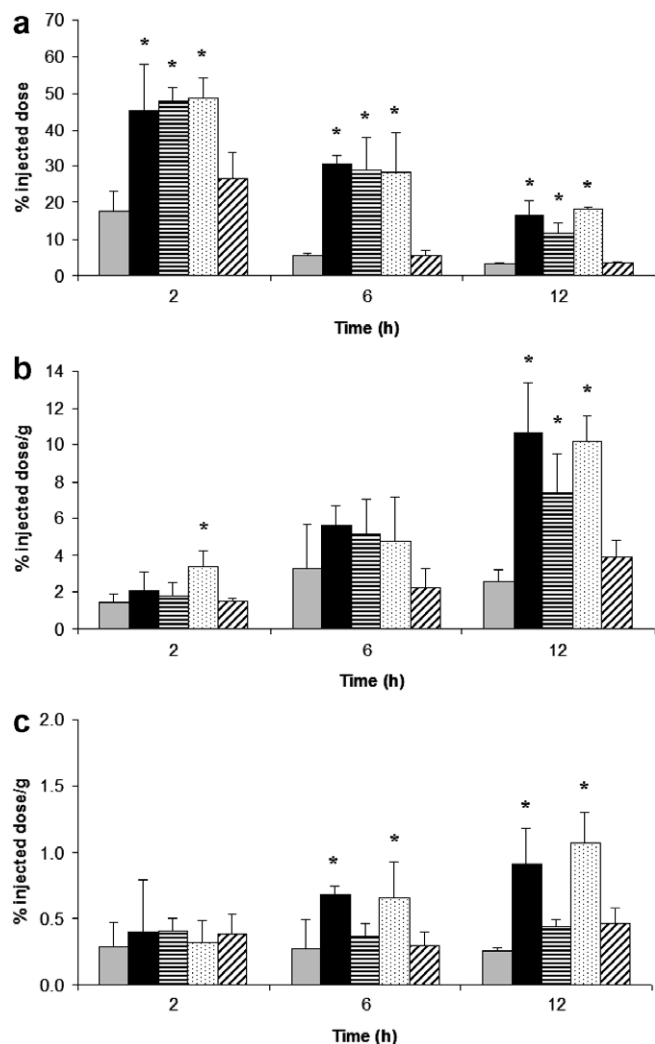 a
70
60
50
40
30
20
10
0
% injected dose
* * *
* * *
* * *
2 6 12
Time (h)
b
14
12
10
8
6
4
2
0
% injected dose/g
*
* * *
2 6 12
Time (h)
c
2.0
1.5
1.0
0.5
0.0
% injected dose/g
* *
* *
2 6 12
Time (h)